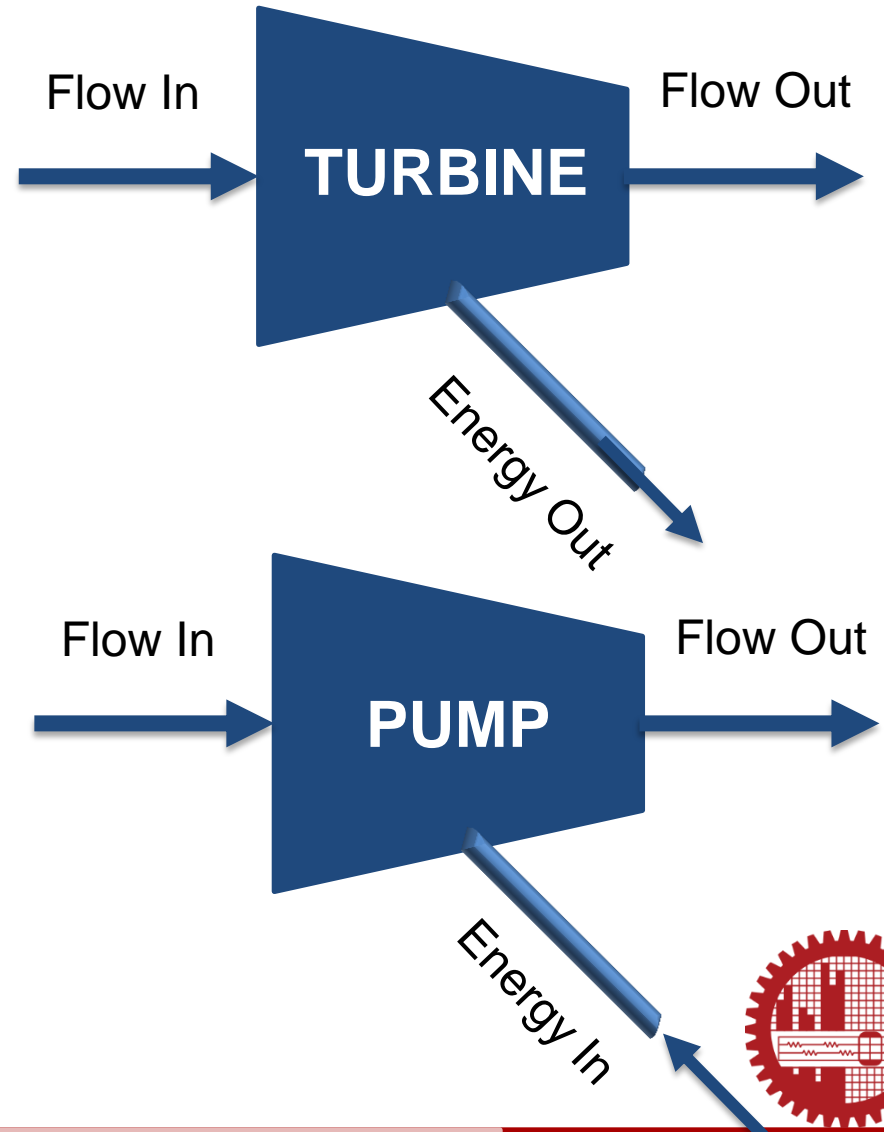 Flow In
Flow Out
TURBINE
Energy Out
Flow In
Flow Out
PUMP
Energy In